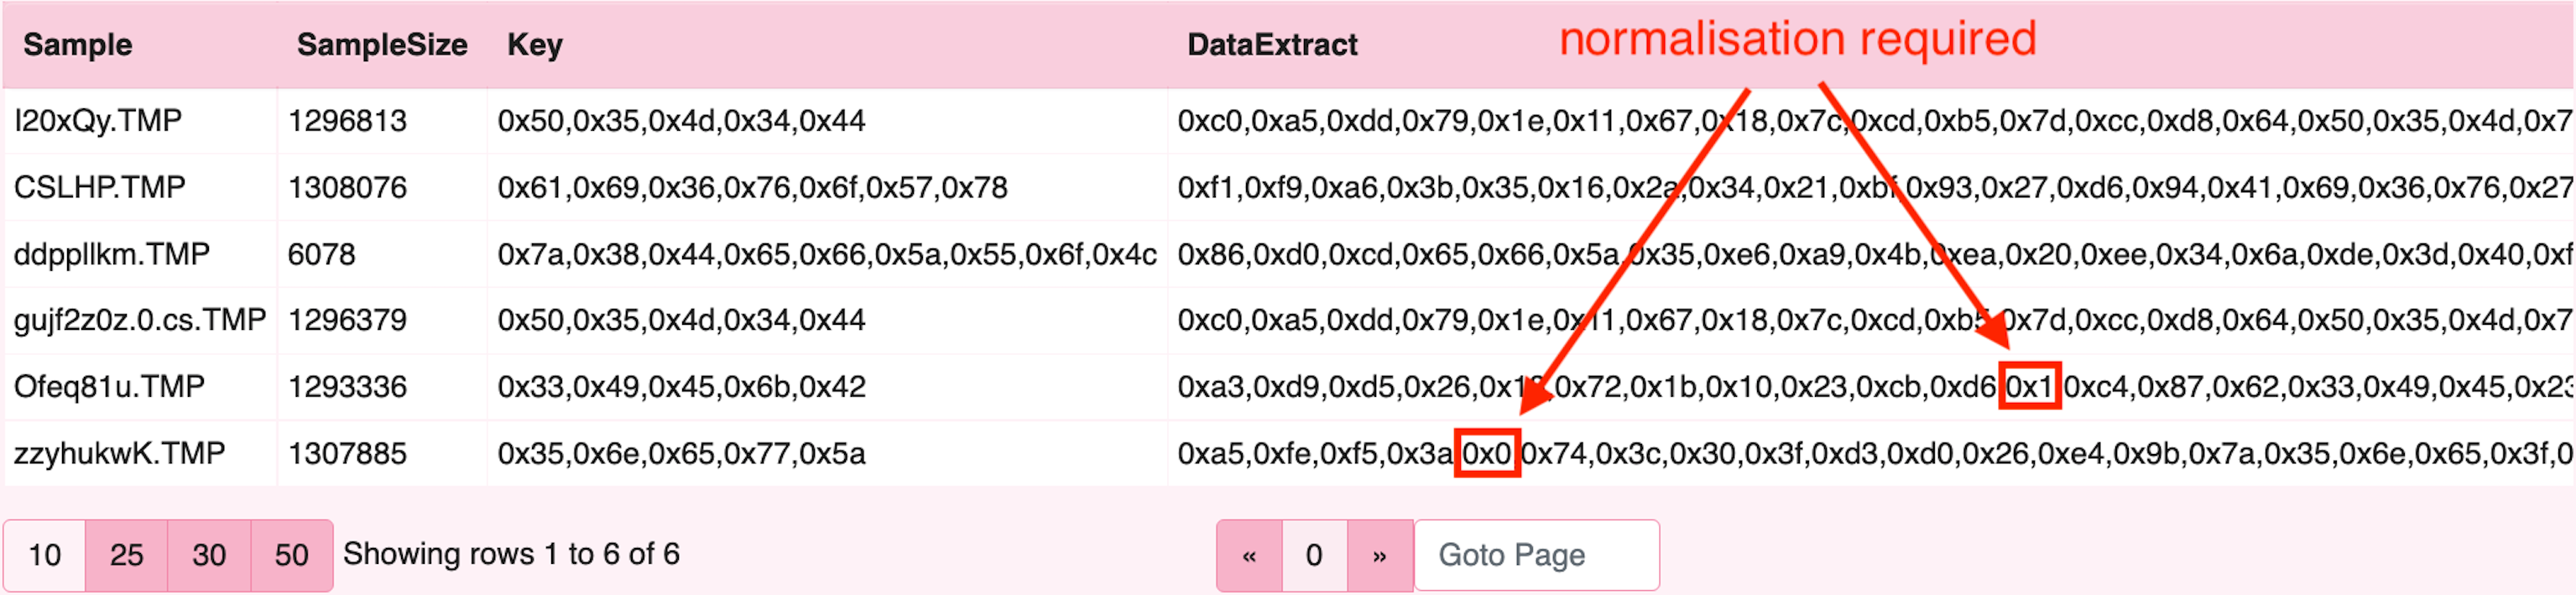 normalisation required
Sample SampleSize Key DataExtract
l20xQy.TMP 1296813 0x50,0x35,0x4d,0x34,0x44 0xc0,0xa5,0xdd,0x79,0x1e,0x11,0x67,0x18,0x7c,0xcd,0xb5,0x7d,0xcc,0xd8,0x64,0x50,0x35,0x4d,0x7
CSLHP.TMP 1308076 0x61,0x69,0x36,0x76,0x6f,0x57,0x78 0xf1,0xf9,0xa6,0x3b,0x35,0x16,0x2a,0x34,0x21,0xbf,0x93,0x27,0xd6,0x94,0x41,0x69,0x36,0x76,0x27
ddppllkm.TMP 6078 0x7a,0x38,0x44,0x65,0x66,0x5a,0x55,0x6f,0x4c 0x86,0xd0,0xcd,0x65,0x66,0x5a,0x35,0xe6,0xa9,0x4b,0xea,0x20,0xee,0x34,0x6a,0xde,0x3d,0x40,0xf
gujf2z0z.0.cs.TMP 1296379 0x50,0x35,0x4d,0x34,0x44 0xc0,0xa5,0xdd,0x79,0x1e,0x11,0x67,0x18,0x7c,0xcd,0xb5,0x7d,0xcc,0xd8,0x64,0x50,0x35,0x4d,0x7
Ofeq81u.TMP 1293336 0x33,0x49,0x45,0x6b,0x42 0xa3,0xd9,0xd5,0x26,0x18,0x72,0x1b,0x10,0x23,0xcb,0xd6 0x1 0xc4,0x87,0x62,0x33,0x49,0x45,0x23
zzyhukwK.TMP 1307885 0x35,0x6e,0x65,0x77,0x5a 0xa5,0xfe,0xf5,0x3a 0x0 0x74,0x3c,0x30,0x3f,0xd3,0xd0,0x26,0xe4,0x9b,0x7a,0x35,0x6e,0x65,0x3f,0
10 25 30 50 Showing rows 1 to 6 of 6 « 0 » Goto Page